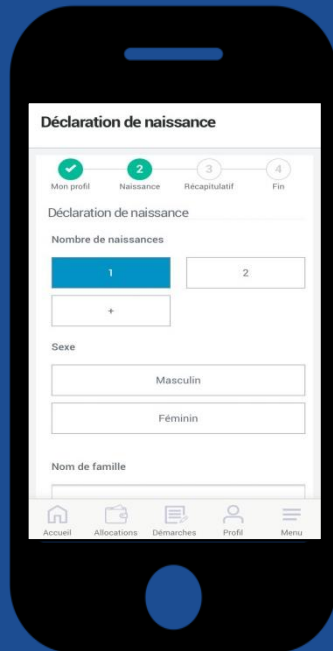 Déclaration de naissance
2 3 4
Mon profil Naissance Récapitulatif Fin
Déclaration de naissance
Nombre de naissances
1 2
+
Sexe
Masculin
Féminin
Nom de famille
Accueil Allocations Démarches Profil Menu